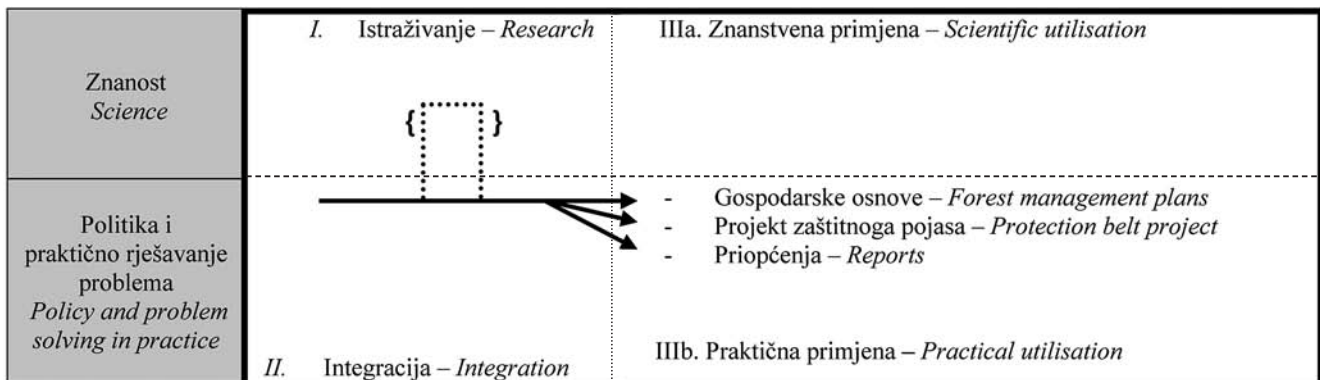 I. Istraživanje – Research
IIIa. Znanstvena primjena – Scientific utilisation
Znanost
Science
{ }
Politika i
praktično rješavanje
problema
Policy and problem
solving in practice
- Gospodarske osnove – Forest management plans
- Projekt zaštitnoga pojasa – Protection belt project
- Priopćenja – Reports
II. Integracija – Integration
IIIb. Praktična primjena – Practical utilisation